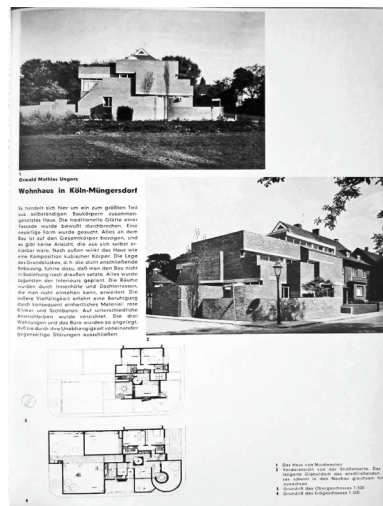 1
Oswald Mathias Ungers
Wohnhaus in Köln-Müngersdorf
Es handelt sich hier um ein zum größten Teil
aus selbständigen Baukörpern zusammen-
gesetztes Haus. Die traditionelle Glätte einer
Fassade wurde bewußt durchbrochen. Eine
neuartige Form wurde gesucht. Alles an dem
Bau ist auf den Gesamtkörper bezogen, und
es gibt keine Ansicht, die aus sich selbst er-
klärbar wäre. Nach außen wirkt das Haus wie
eine Komposition kubischer Körper. Die Lage
des Grundstückes, d. h. die dicht anschließende
Bebauung, führte dazu, daß man den Bau nicht
in Beziehung nach draußen setzte. Alles wurde
zugunsten der Interieurs geplant. Die Räume
wurden durch Innenhöfe und Dachterrassen,
die man nicht einsehen kann, erweitert. Die
äußere Vielfältigkeit erfährt eine Beruhigung
durch konsequent einheitliches Material: rote
Klinker und Sichtbeton. Auf unterschiedliche
Anstrichfarben wurde verzichtet. Die drei
Wohnungen und das Büro wurden so angelegt,
daß sie durch ihre Unabhängigkeit voneinander
gegenseitige Störungen ausschließen.
2
3
4
1 Das Haus von Nordwesten
2 Vorderansicht von der Straßenseite. Das
angrenzende Giebeldach des anschließenden
ses scheint in den Neubau gleichsam
zuwachsen
3 Grundriß des Obergeschosses 1:500
4 Grundriß des Erdgeschosses 1:500